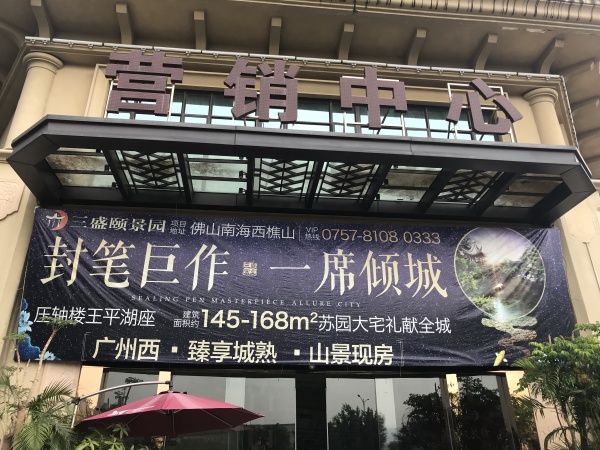 营销中心
三盛颐景园 项目地址 佛山南海西樵山 VIP热线 0757-8108 0333
封笔巨作 一席倾城
SEALING PEN MASTERPIECE ALLURE CITY
压轴楼王平湖座 建筑面积约145-168m²苏园大宅礼献全城
广州西·臻享城熟·山景现房